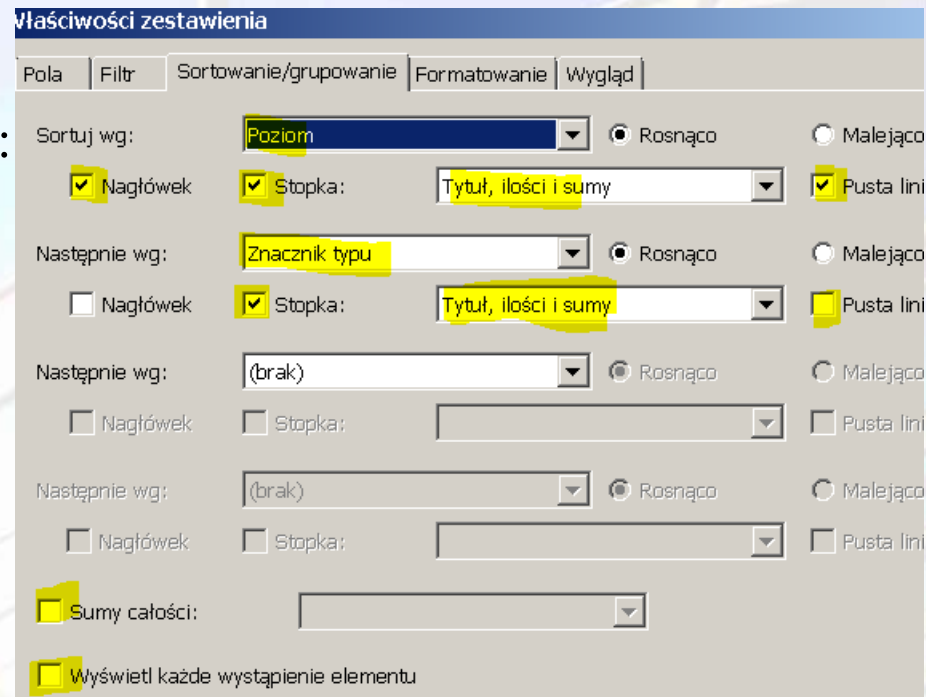 Właściwości zestawienia
Pola Filtr Sortowanie/grupowanie Formatowanie Wygląd
Sortuj wg: Poziom Rosnąco Malejąco
Nagłówek Stopka: Tytuł, ilości i sumy Pusta lini
Następnie wg: Znacznik typu Rosnąco Malejąco
Nagłówek Stopka: Tytuł, ilości i sumy Pusta lini
Następnie wg: (brak) Rosnąco Malejąco
Nagłówek Stopka: Pusta lini
Następnie wg: (brak) Rosnąco Malejąco
Nagłówek Stopka: Pusta lini
Sumy całości:
Wyświetl każde wystąpienie elementu